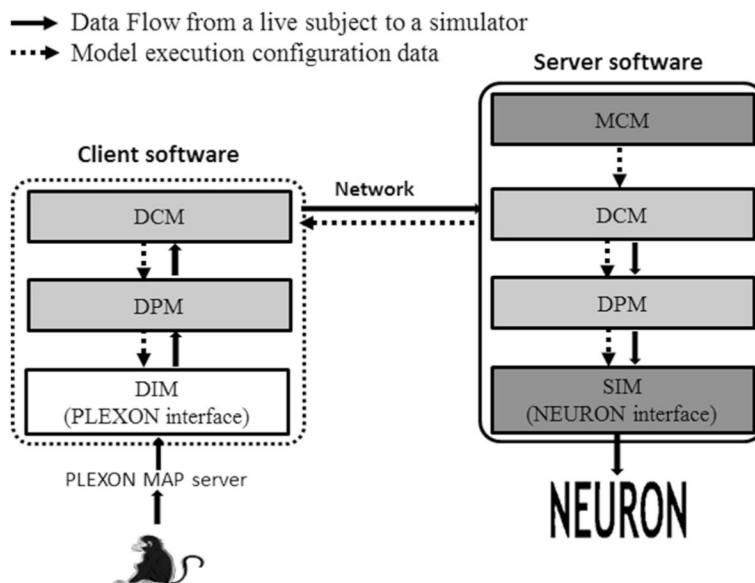 Data Flow from a live subject to a simulator
Model execution configuration data
Client software
DCM
DPM
DIM
(PLEXON interface)
PLEXON MAP server
Network
Server software
MCM
DCM
DPM
SIM
(NEURON interface)
NEURON